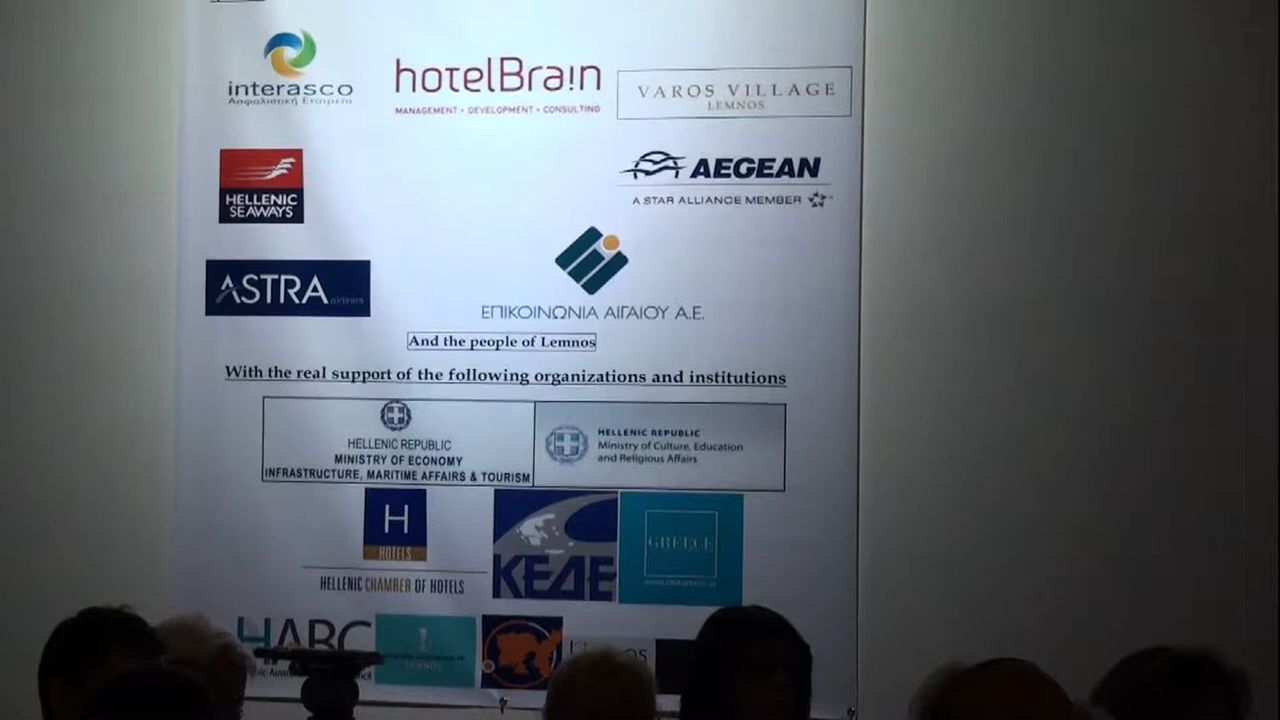 interasco
Ασφαλιστική Εταιρεία
hotelBra!n
MANAGEMENT • DEVELOPMENT • CONSULTING
VAROS VILLAGE
LEMNOS
HELLENIC
SEAWAYS
AEGEAN
A STAR ALLIANCE MEMBER
ASTRA airlines
ΕΠΙΚΟΙΝΩΝΙΑ ΑΙΓΑΙΟΥ Α.Ε.
And the people of Lemnos
With the real support of the following organizations and institutions
HELLENIC REPUBLIC
MINISTRY OF ECONOMY
INFRASTRUCTURE, MARITIME AFFAIRS & TOURISM
HELLENIC REPUBLIC
Ministry of Culture, Education
and Religious Affairs
H
HOTELS
HELLENIC CHAMBER OF HOTELS
ΚΕΔΕ
GREECE
HABC
LEMNOS